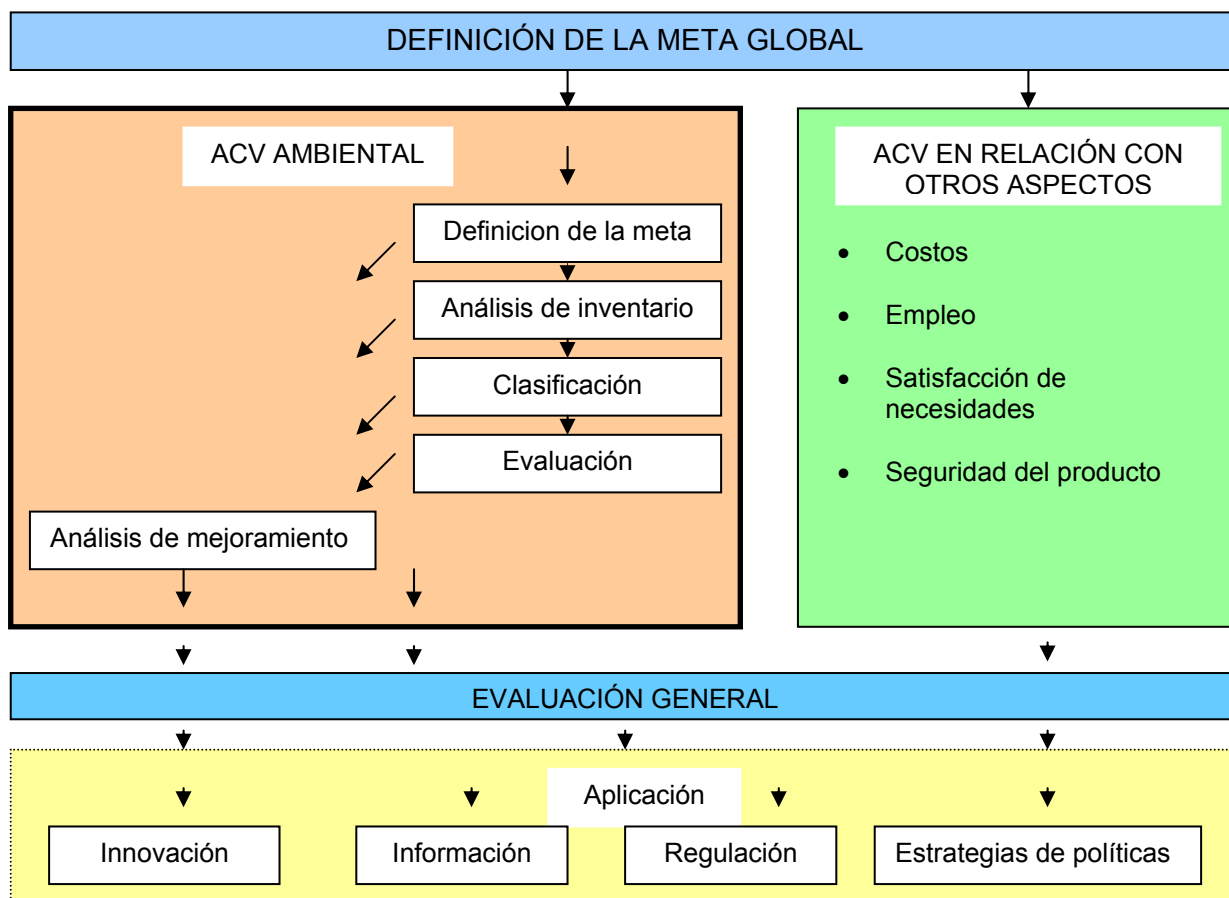 DEFINICIÓN DE LA META GLOBAL
ACV AMBIENTAL
Definicion de la meta
Análisis de inventario
Clasificación
Evaluación
Análisis de mejoramiento
ACV EN RELACIÓN CON
OTROS ASPECTOS
• Costos
• Empleo
• Satisfacción de
necesidades
• Seguridad del producto
EVALUACIÓN GENERAL
Aplicación
Innovación
Información
Regulación
Estrategias de políticas